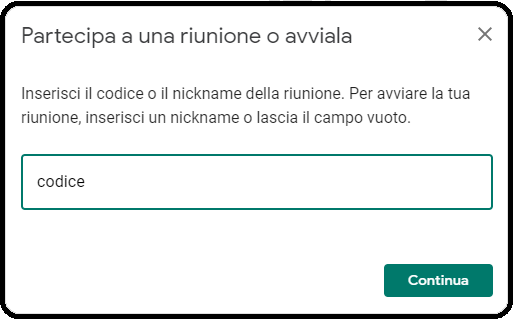 Partecipa a una riunione o avviala
Inserisci il codice o il nickname della riunione. Per avviare la tua
riunione, inserisci un nickname o lascia il campo vuoto.
codice
Continua